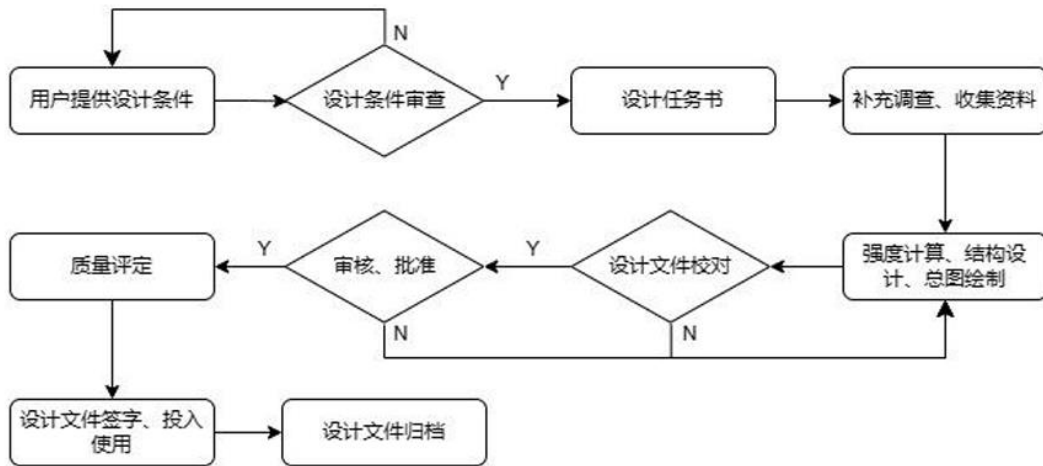 N
用户提供设计条件
设计条件审查
Y
设计任务书
补充调查、收集资料
质量评定
Y
审核、批准
Y
设计文件校对
强度计算、结构设
计、总图绘制
N
N
设计文件签字、投入
使用
设计文件归档